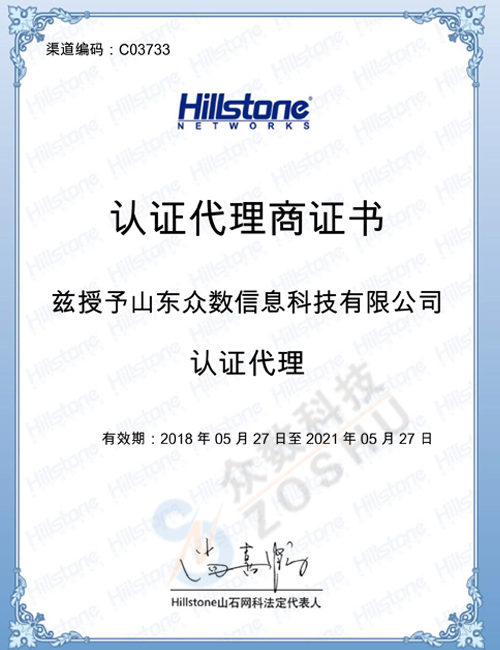 渠道编码：C03733
Hillstone®
NETWORKS
认证代理商证书
兹授予山东众数信息科技有限公司
认证代理
有效期：2018 年 05 月 27 日至 2021 年 05 月 27 日
众数科技
ZOSHU
Hillstone山石网科法定代表人